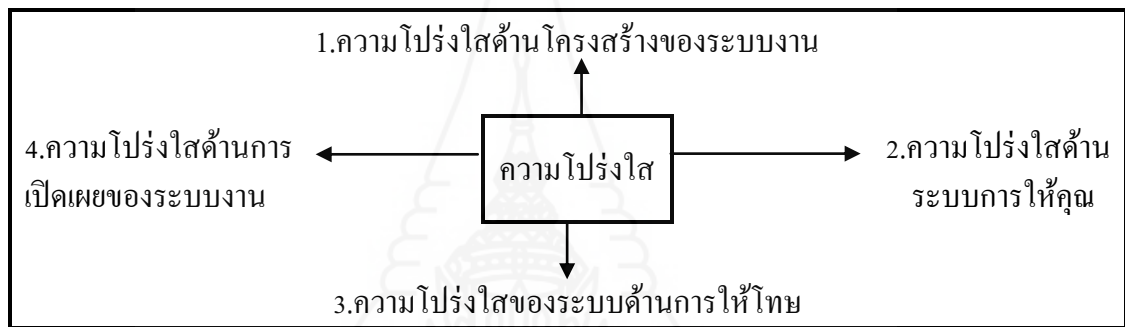 1.ความโปร่งใสด้านโครงสร้างของระบบงาน
4.ความโปร่งใสด้านการ
เปิดเผยของระบบงาน
ความโปร่งใส
2.ความโปร่งใสด้าน
ระบบการให้คุณ
3.ความโปร่งใสของระบบด้านการให้โทษ